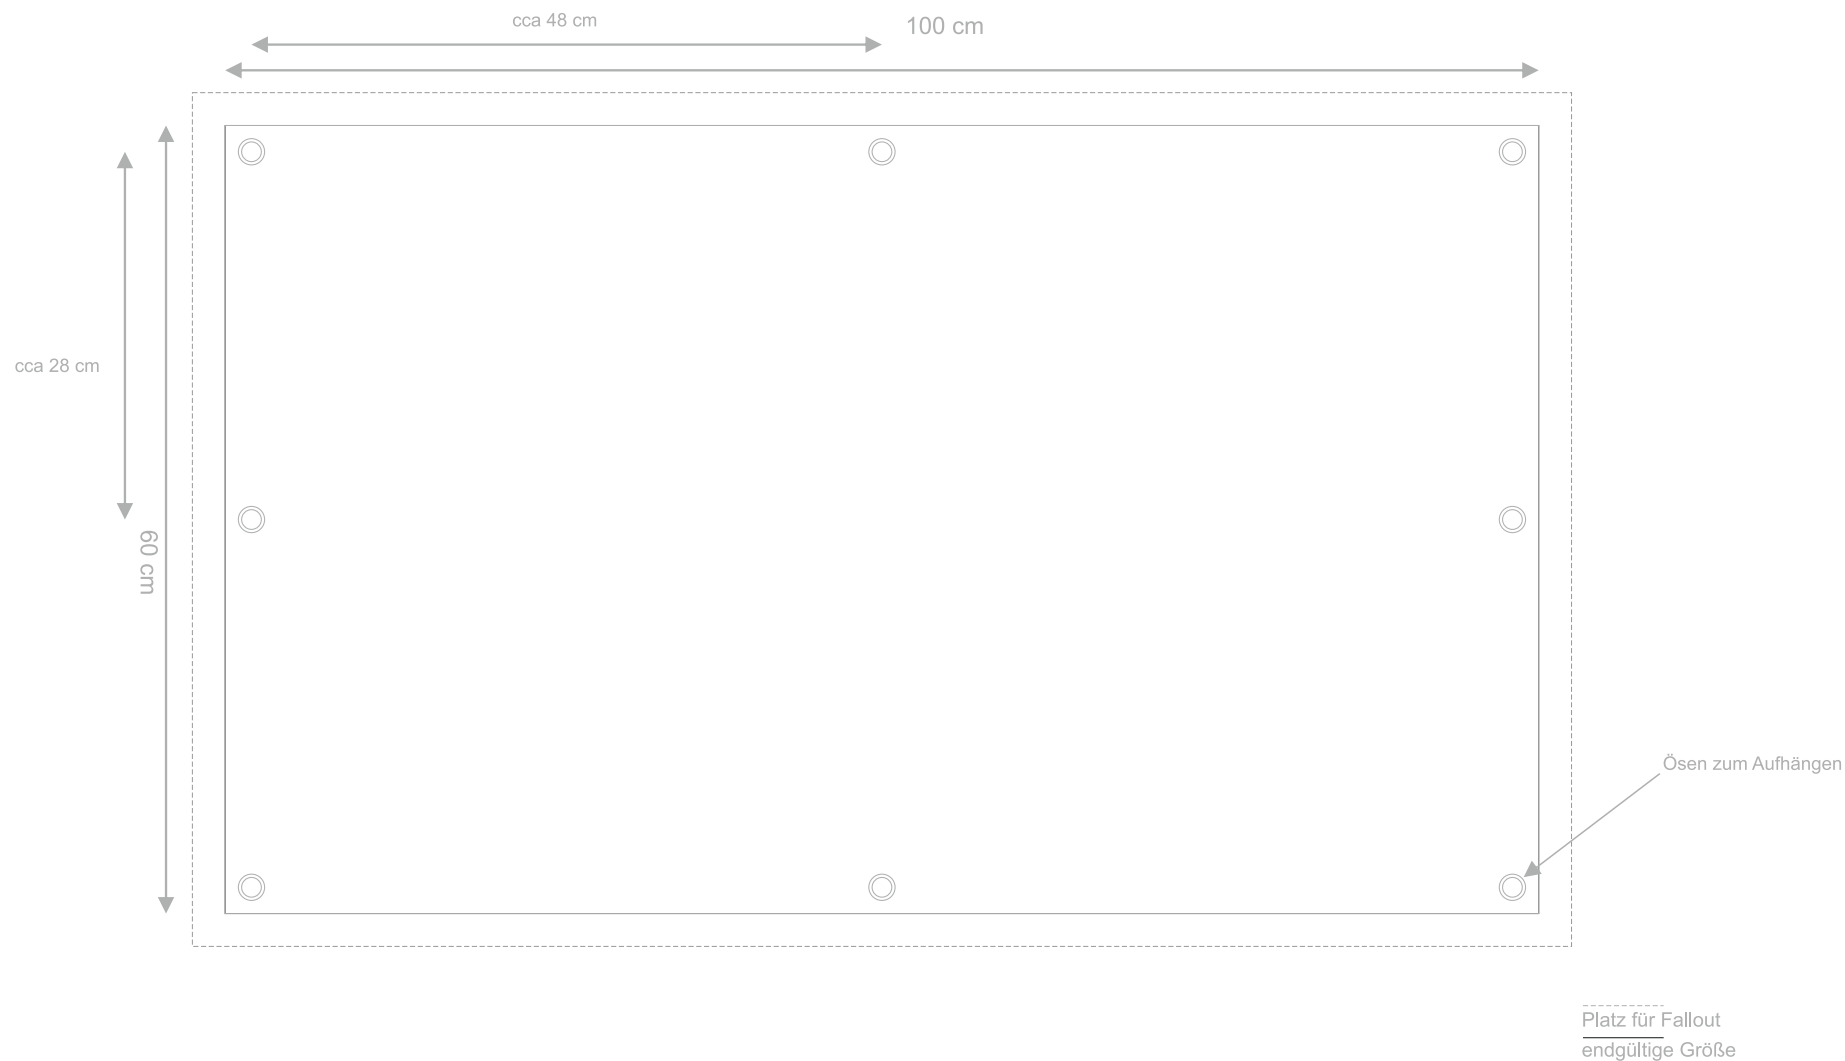 cca 48 cm
100 cm
cca 28 cm
60 cm
Ösen zum Aufhängen
Platz für Fallout
endgültige Größe